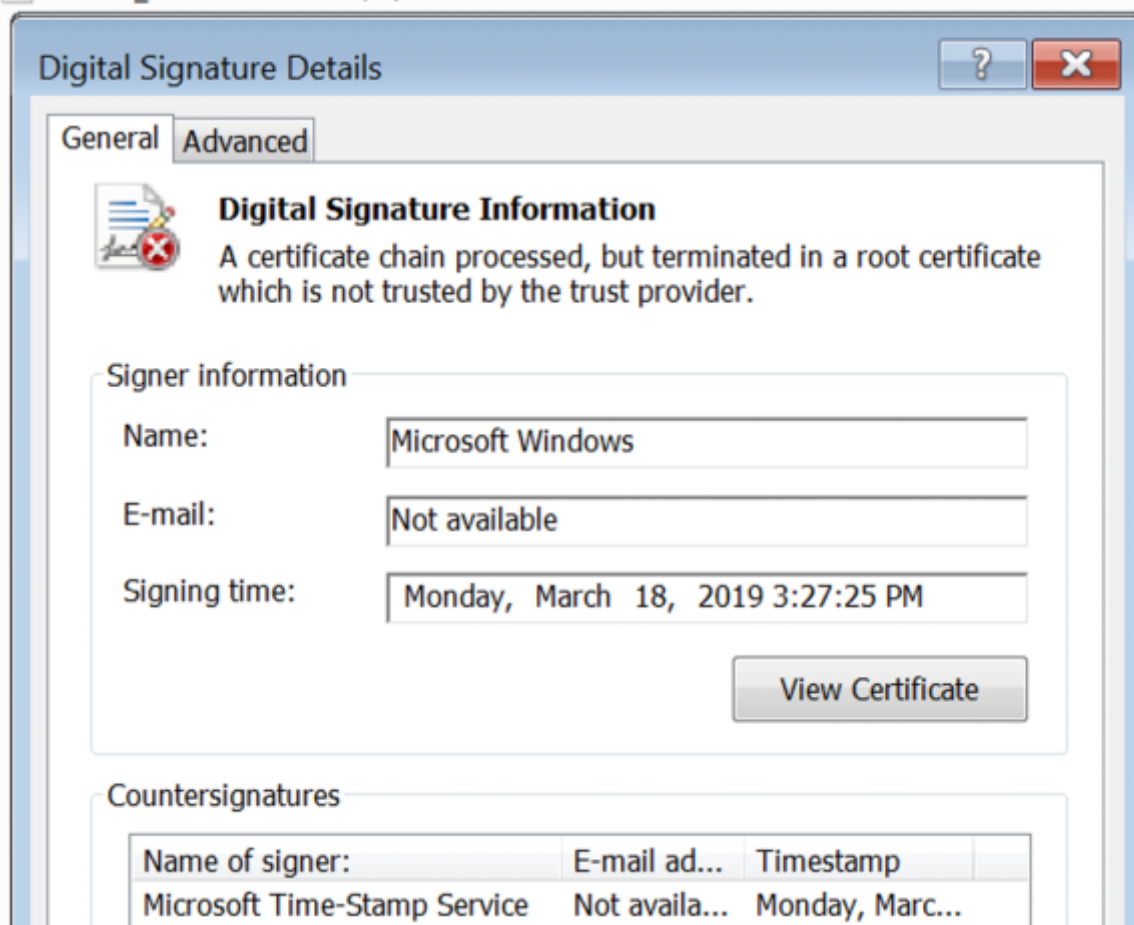 Digital Signature Details
General
Advanced
Digital Signature Information
A certificate chain processed, but terminated in a root certificate
which is not trusted by the trust provider.
Signer information
Name:
Microsoft Windows
E-mail:
Not available
Signing time:
Monday, March 18, 2019 3:27:25 PM
View Certificate
Countersignatures
Name of signer: E-mail ad... Timestamp
Microsoft Time-Stamp Service Not availa... Monday, Marc...